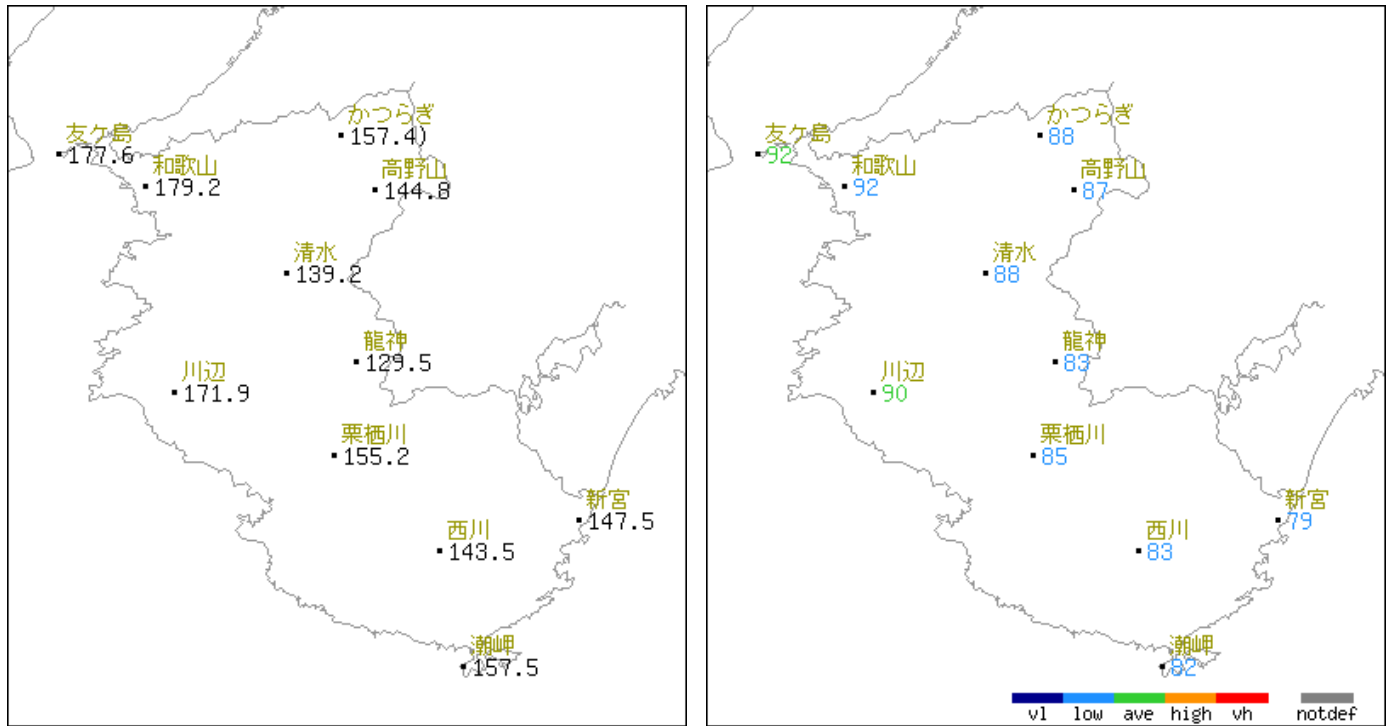 かつらぎ
157.4)
友ケ島
177.6
和歌山
179.2
高野山
144.8
清水
139.2
龍神
129.5
川辺
171.9
栗栖川
155.2
新宮
147.5
西川
143.5
潮岬
157.5
かつらぎ
88
友ケ島
92
和歌山
92
高野山
87
清水
88
龍神
83
川辺
90
栗栖川
85
新宮
79
西川
83
潮岬
82
vl low ave high vh notdef